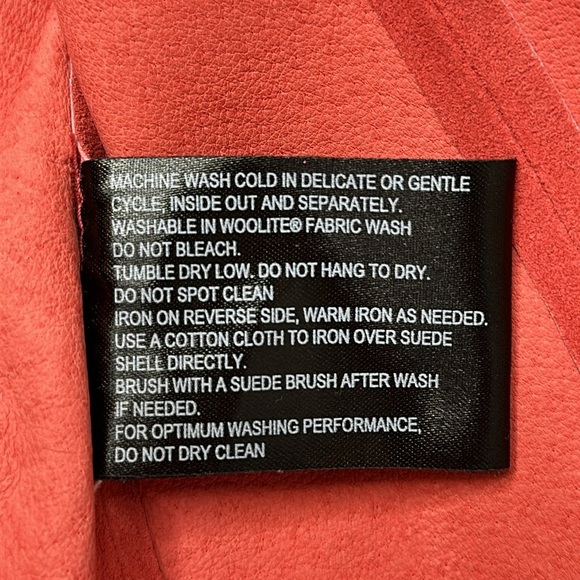 MACHINE WASH COLD IN DELICATE OR GENTLE
CYCLE, INSIDE OUT AND SEPARATELY.
WASHABLE IN WOOLITE® FABRIC WASH
DO NOT BLEACH.
TUMBLE DRY LOW. DO NOT HANG TO DRY.
DO NOT SPOT CLEAN
IRON ON REVERSE SIDE, WARM IRON AS NEEDED.
USE A COTTON CLOTH TO IRON OVER SUEDE
SHELL DIRECTLY.
BRUSH WITH A SUEDE BRUSH AFTER WASH
IF NEEDED.
FOR OPTIMUM WASHING PERFORMANCE,
DO NOT DRY CLEAN